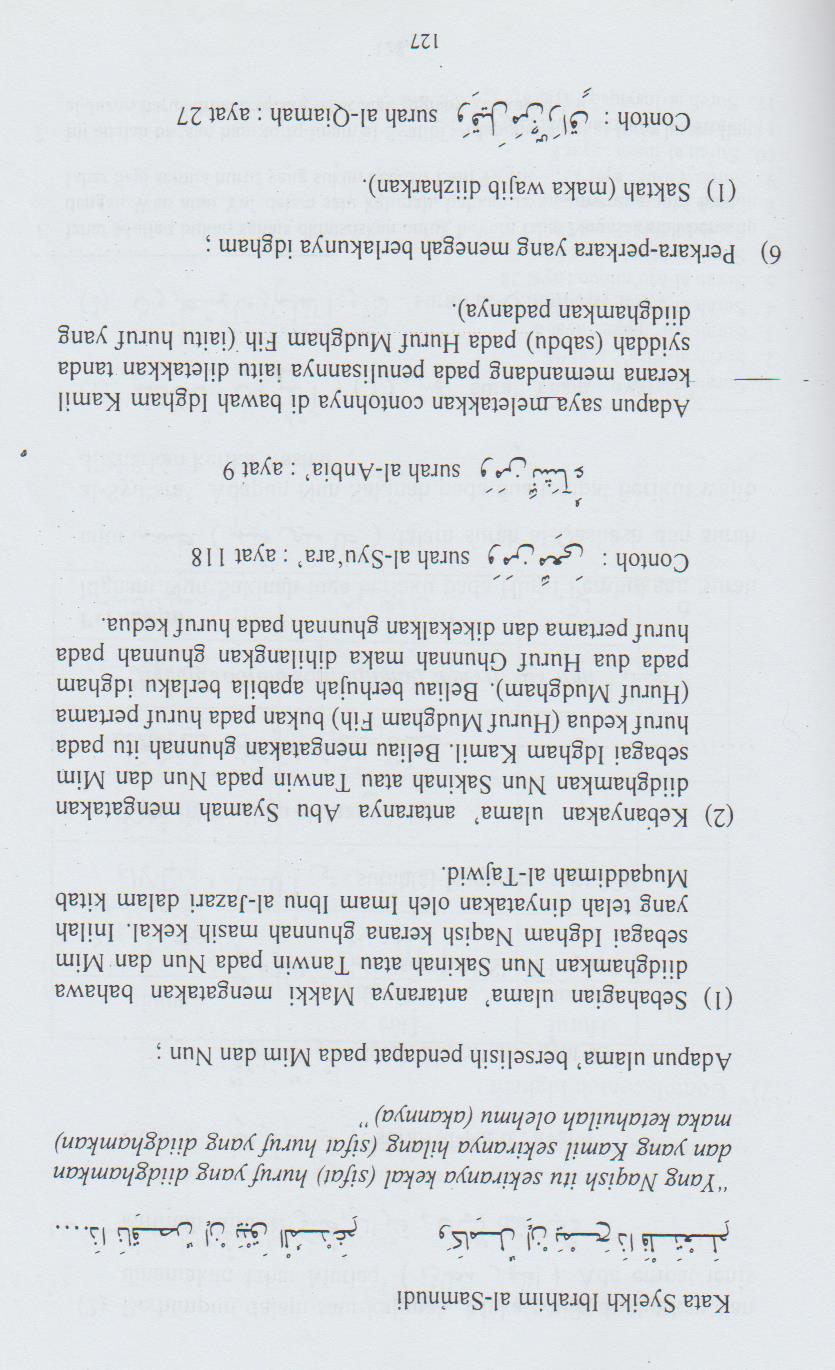 Kata Syeikh Ibrahim al-Samnudi
....ذَا نَاقِصٌ إِنْ يَبْقَ الْمُدْغَمِ وَكَامِلٌ إِنْ يُمْحَ ذَا فَلْتَعْلَمِ
“Yang Naqish itu sekiranya kekal (sifat) huruf yang diidghamkan
dan yang Kamil sekiranya hilang (sifat huruf yang diidghamkan)
maka ketahuilah olehmu (akannya) ”
Adapun ulama’ berselisih pendapat pada Mim dan Nun ;
(1) Sebahagian ulama’ antaranya Makki mengatakan bahawa
diidghamkan Nun Sakinah atau Tanwin pada Nun dan Mim
sebagai Idgham Naqish kerana ghunnah masih kekal. Inilah
yang telah dinyatakan oleh Imam Ibnu al-Jazari dalam kitab
Muqaddimah al-Tajwid.
(2) Kebanyakan ulama’ antaranya Abu Syamah mengatakan
diidghamkan Nun Sakinah atau Tanwin pada Nun dan Mim
sebagai Idgham Kamil. Beliau mengatakan ghunnah itu pada
huruf kedua (Huruf Mudgham Fih) bukan pada huruf pertama
(Huruf Mudgham). Beliau berhujah apabila berlaku idgham
pada dua Huruf Ghunnah maka dihilangkan ghunnah pada
huruf pertama dan dikekalkan ghunnah pada huruf kedua.
Contoh : وَمَن مَّعِىَ surah al-Syu‘ara’ : ayat 118
وَمَن نَّشَآءُ surah al-Anbia’ : ayat 9
Adapun saya meletakkan contohnya di bawah Idgham Kamil
kerana memandang pada penulisannya iaitu diletakkan tanda
syiddah (sabdu) pada Huruf Mudgham Fih (iaitu huruf yang
diidghamkan padanya).
6) Perkara-perkara yang menegah berlakunya idgham ;
(1) Saktah (maka wajib diizharkan).
Contoh : وَقِيلَ مَنْۜ رَاقٍ surah al-Qiamah : ayat 27
127